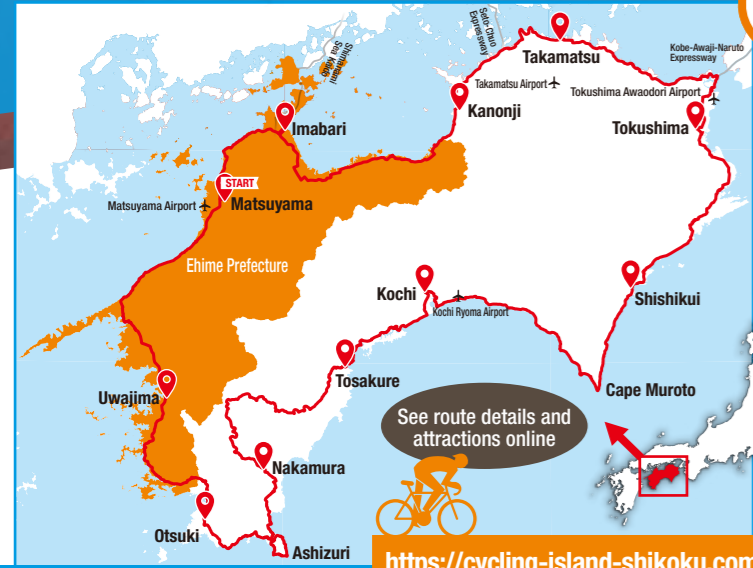 Seto-Chuo
Expressway
Takamatsu
Kobe-Awaji-Naruto
Expressway
Shimanami
Sea Kaido
Takamatsu Airport
Tokushima Awaodori Airport
Kanonji
Imabari
Tokushima
START
Matsuyama Airport
Matsuyama
Ehime Prefecture
Kochi
Shishikui
Kochi Ryoma Airport
Tosakure
Cape Muroto
Uwajima
See route details and
attractions online
Nakamura
Otsuki
Ashizuri
https://cycling-island-shikoku.com